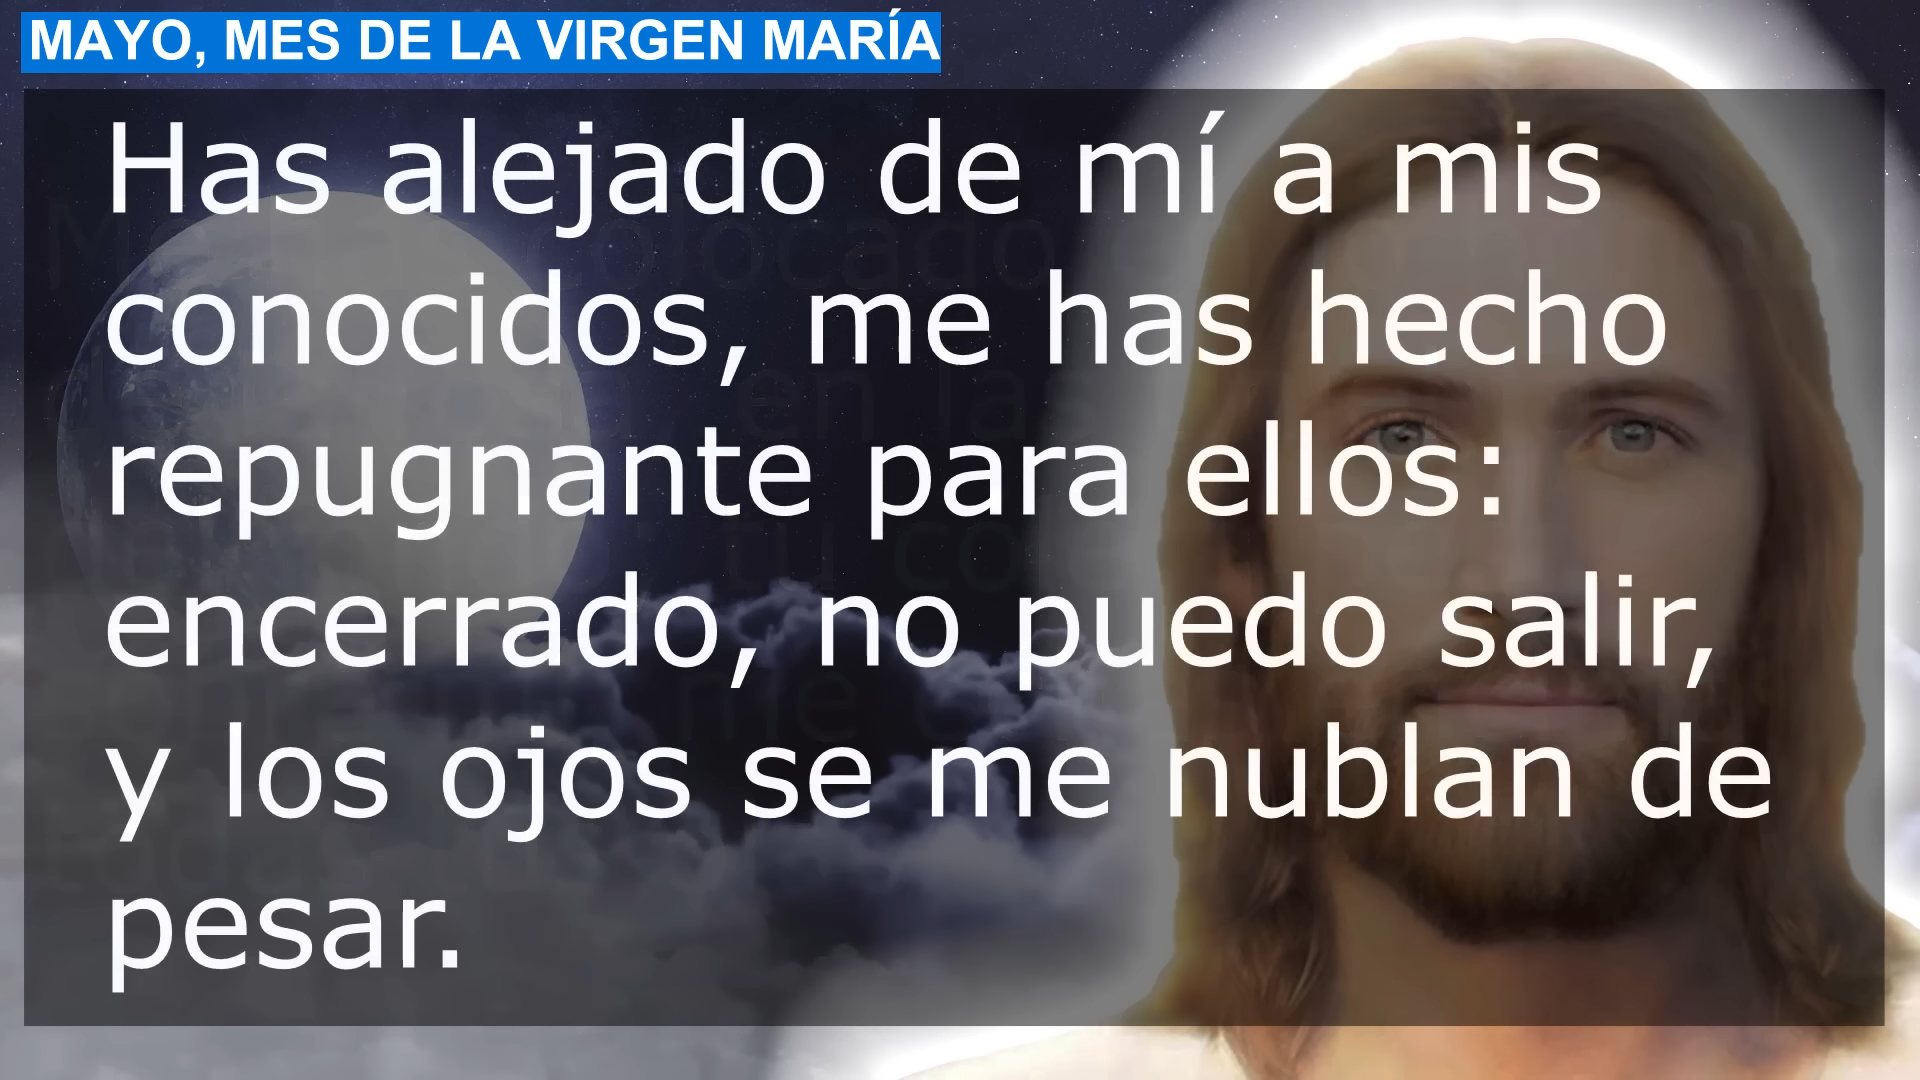 MAYO, MES DE LA VIRGEN MARÍA
Has alejado de mí a mis
conocidos, me has hecho
repugnante para ellos:
encerrado, no puedo salir,
y los ojos se me nublan de
pesar.